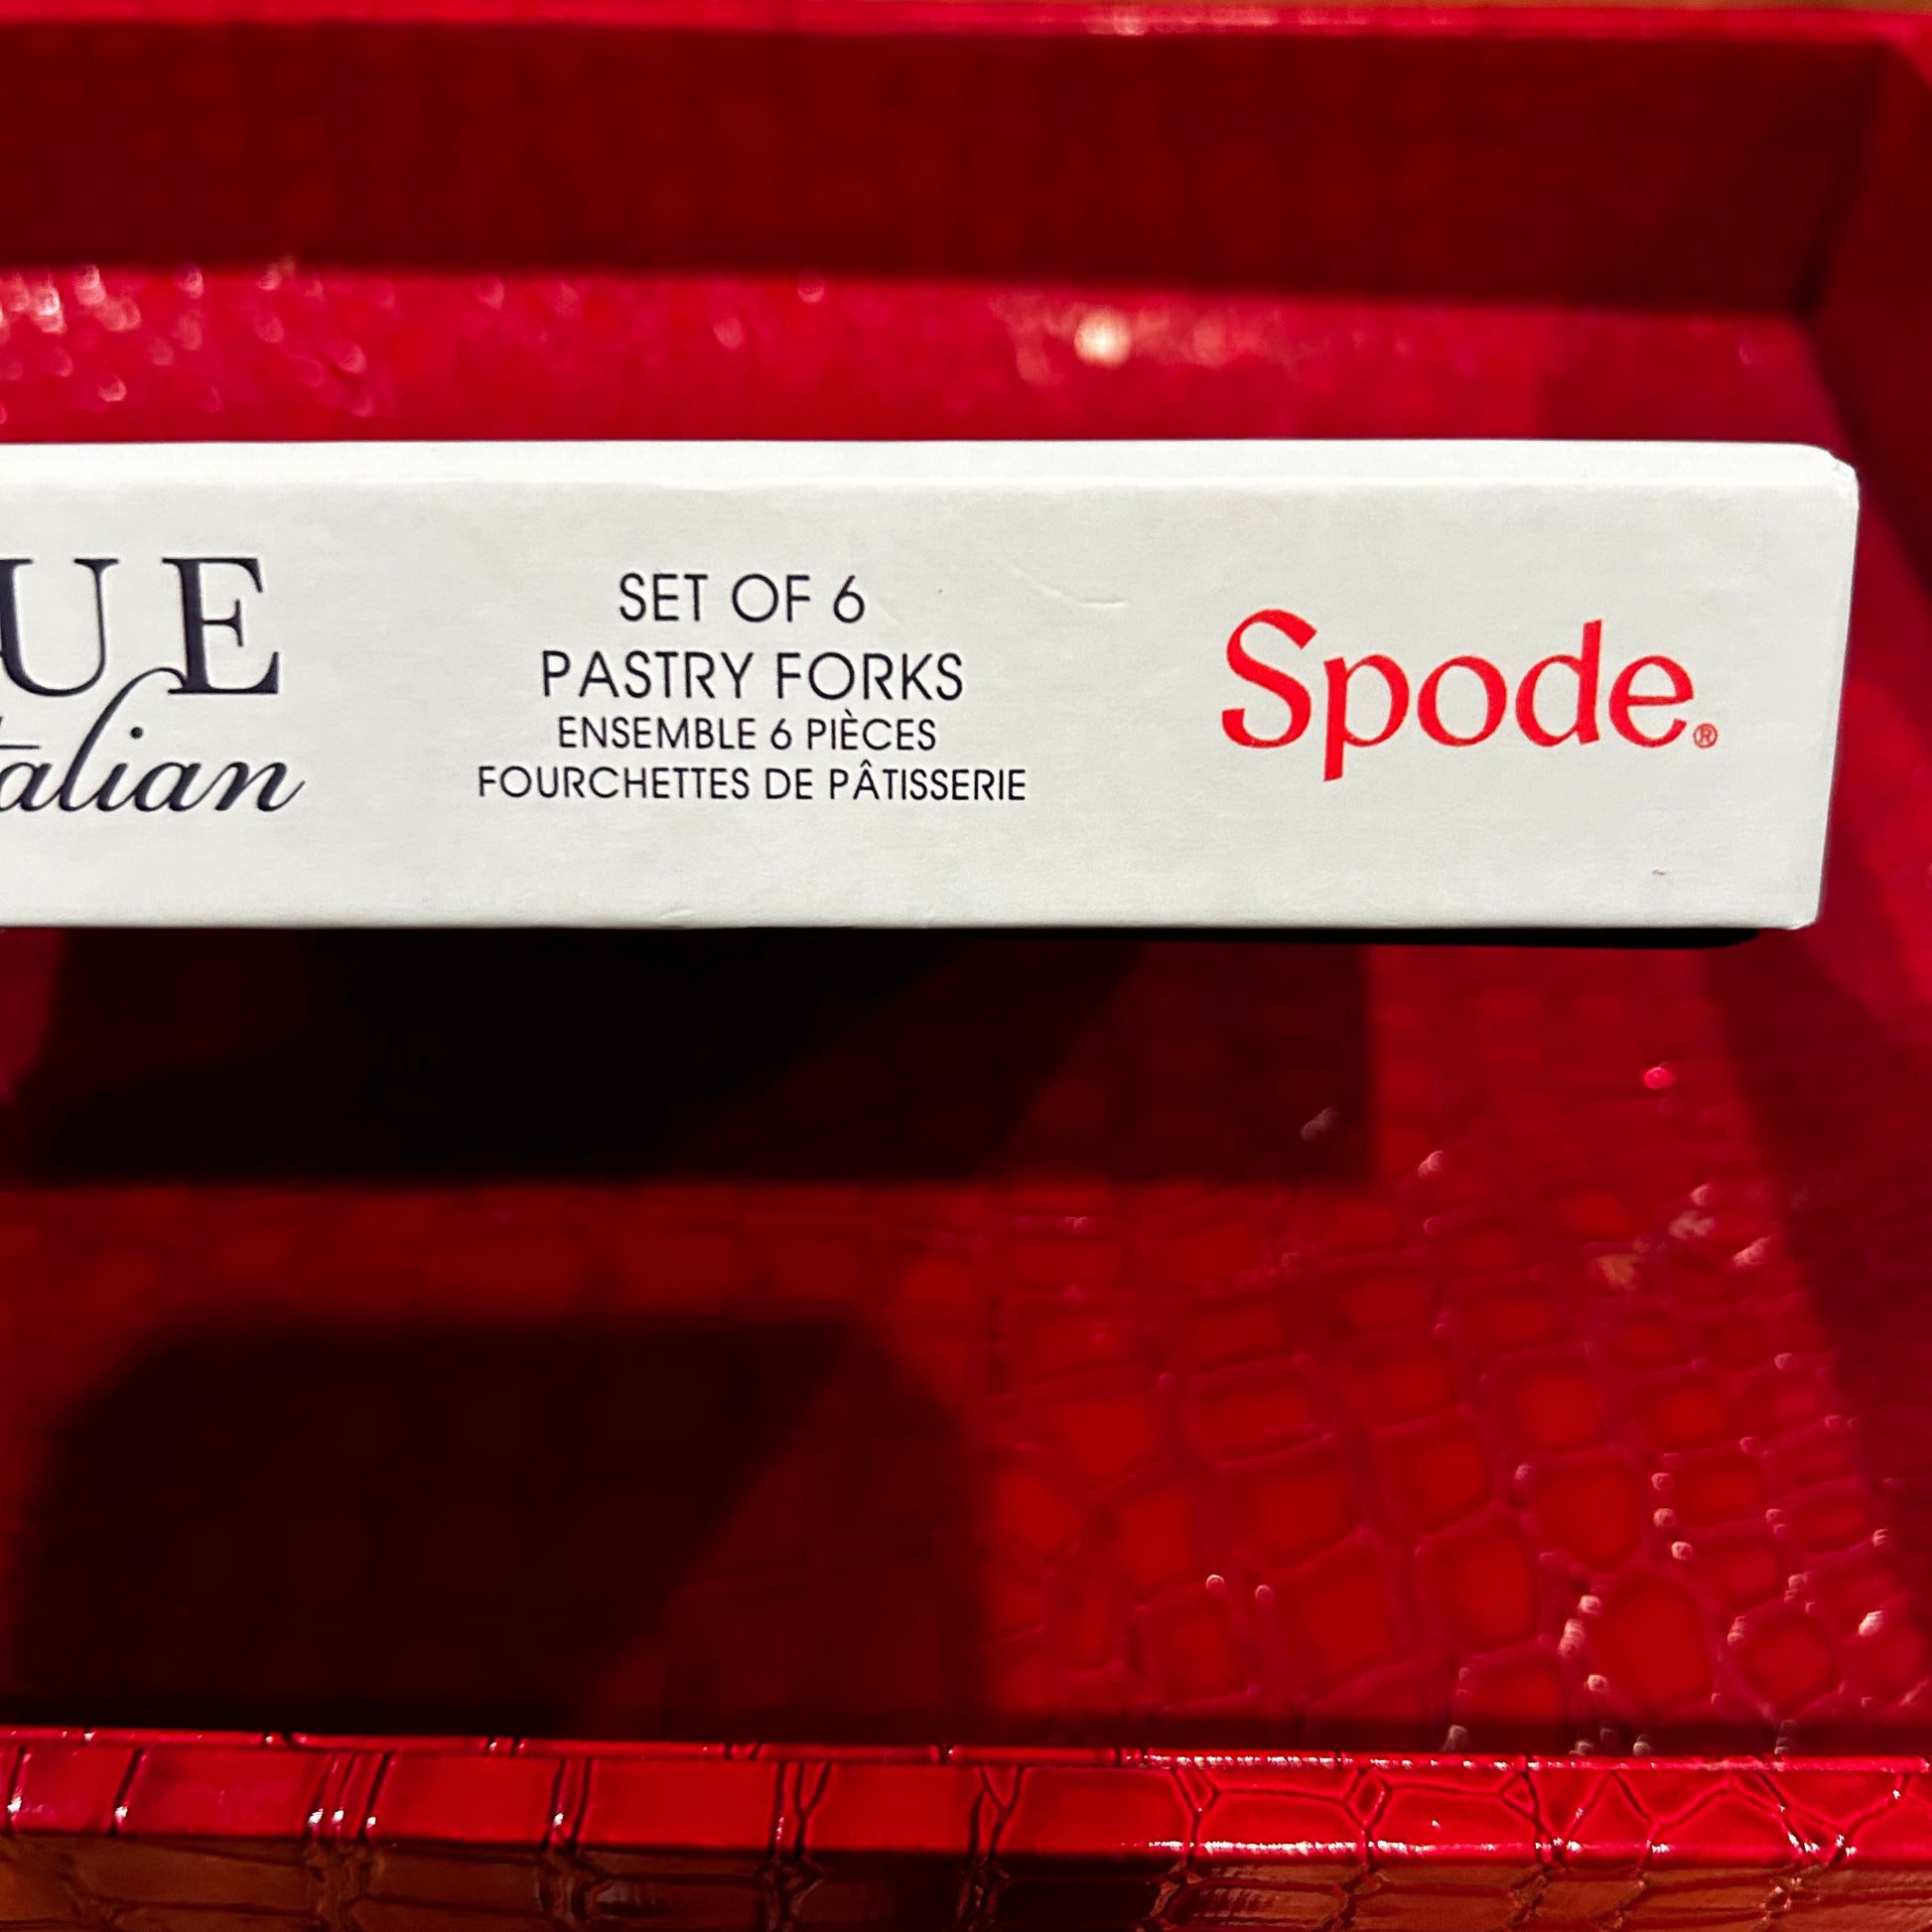 UE
talian
SET OF 6
PASTRY FORKS
ENSEMBLE 6 PIÈCES
FOURCHETTES DE PÂTISSERIE
Spode®